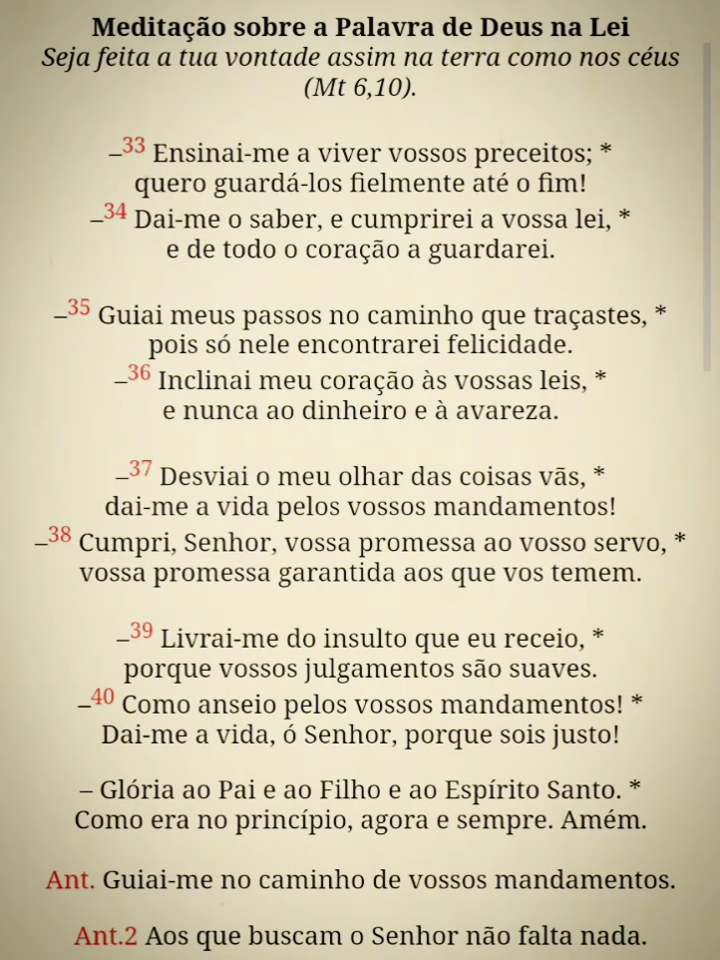 Meditação sobre a Palavra de Deus na Lei
Seja feita a tua vontade assim na terra como nos céus
(Mt 6,10).
–33 Ensinai-me a viver vossos preceitos; *
quero guardá-los fielmente até o fim!
–34 Dai-me o saber, e cumprirei a vossa lei, *
e de todo o coração a guardarei.
–35 Guiai meus passos no caminho que traçastes, *
pois só nele encontrarei felicidade.
–36 Inclinai meu coração às vossas leis, *
e nunca ao dinheiro e à avareza.
–37 Desviai o meu olhar das coisas vãs, *
dai-me a vida pelos vossos mandamentos!
–38 Cumpri, Senhor, vossa promessa ao vosso servo, *
vossa promessa garantida aos que vos temem.
–39 Livrai-me do insulto que eu receio, *
porque vossos julgamentos são suaves.
–40 Como anseio pelos vossos mandamentos! *
Dai-me a vida, ó Senhor, porque sois justo!
– Glória ao Pai e ao Filho e ao Espírito Santo. *
Como era no princípio, agora e sempre. Amém.
Ant. Guiai-me no caminho de vossos mandamentos.
Ant.2 Aos que buscam o Senhor não falta nada.